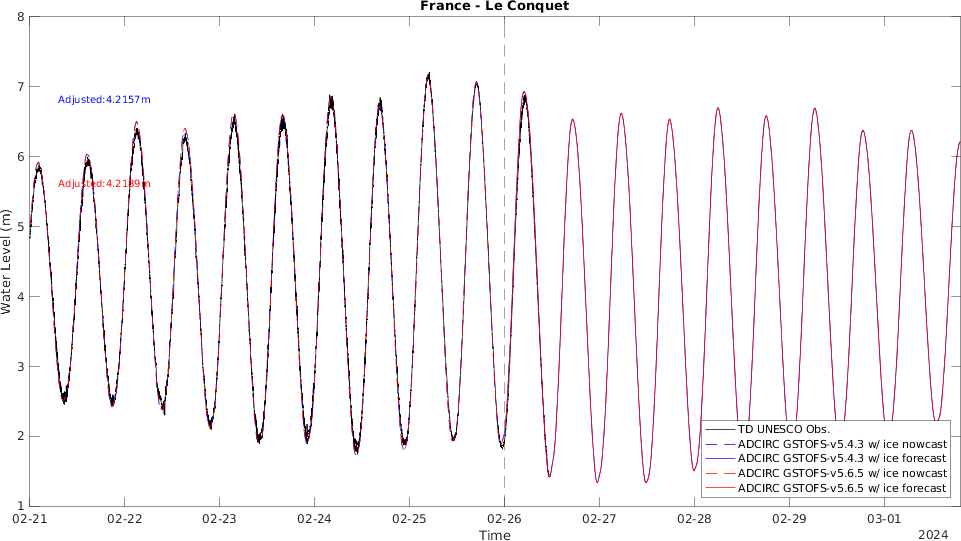 France - Le Conquet
8
7
6
5
4
3
2
1
Water Level (m)
Adjusted:4.2157m
Adjusted:4.2189m
TD UNESCO Obs.
ADCIRC GSTOFS-v5.4.3 w/ ice nowcast
ADCIRC GSTOFS-v5.4.3 w/ ice forecast
ADCIRC GSTOFS-v5.6.5 w/ ice nowcast
ADCIRC GSTOFS-v5.6.5 w/ ice forecast
02-21 02-22 02-23 02-24 02-25 02-26 02-27 02-28 02-29 03-01
Time
2024